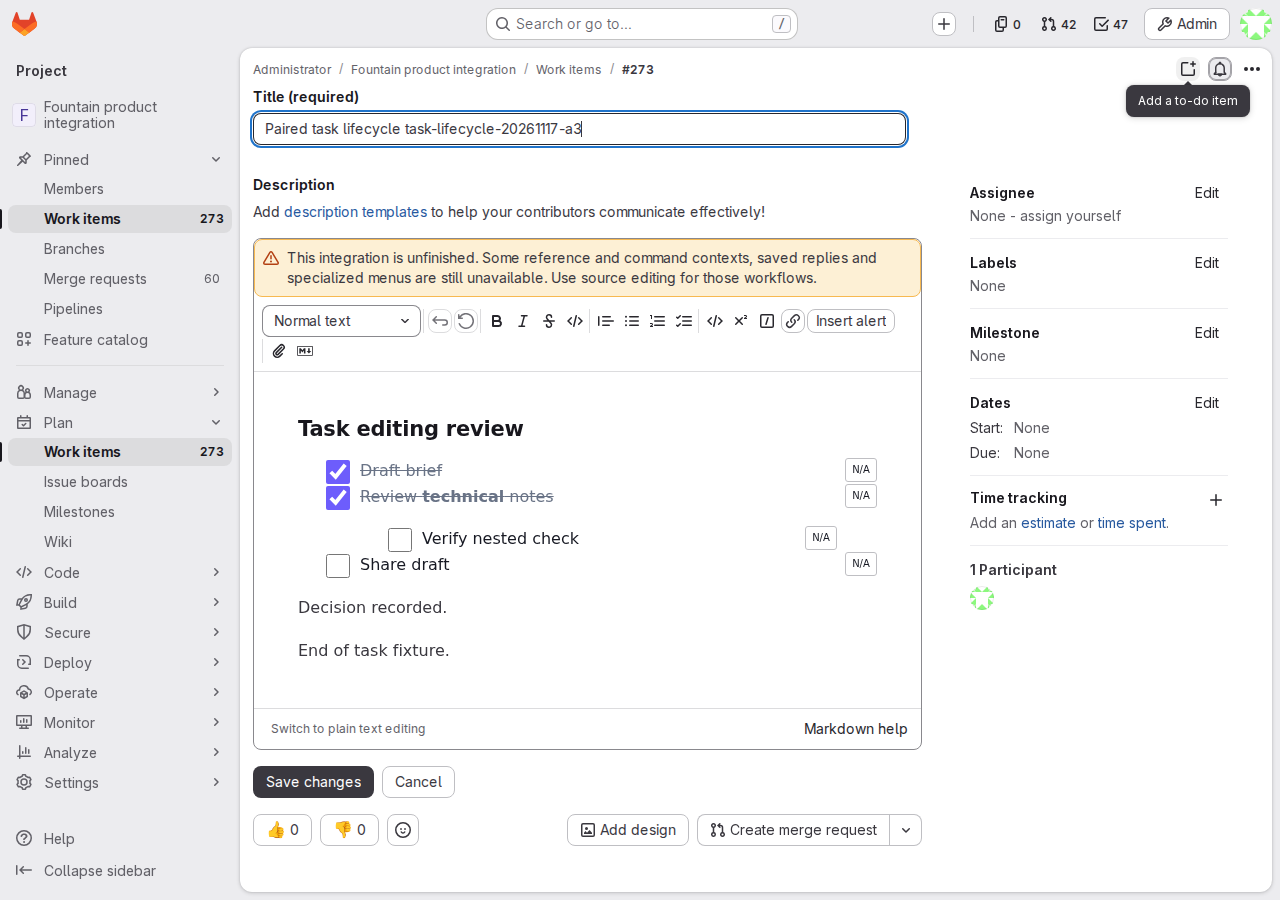 Search or go to...
/
0
42
47
Admin
Project
F
Fountain product integration
Pinned
Members
Work items 273
Branches
Merge requests 60
Pipelines
Feature catalog
Manage
Plan
Work items 273
Issue boards
Milestones
Wiki
Code
Build
Secure
Deploy
Operate
Monitor
Analyze
Settings
Help
Collapse sidebar
Administrator / Fountain product integration / Work items / #273
Add a to-do item
Title (required)
Paired task lifecycle task-lifecycle-20261117-a3
Description
Add description templates to help your contributors communicate effectively!
This integration is unfinished. Some reference and command contexts, saved replies and
specialized menus are still unavailable. Use source editing for those workflows.
Normal text
Insert alert
Task editing review
Draft brief N/A
Review technical notes N/A
Verify nested check N/A
Share draft N/A
Decision recorded.
End of task fixture.
Switch to plain text editing
Markdown help
Save changes
Cancel
👍 0
👎 0
Add design
Create merge request
Assignee Edit
None - assign yourself
Labels Edit
None
Milestone Edit
None
Dates Edit
Start: None
Due: None
Time tracking
Add an estimate or time spent.
1 Participant